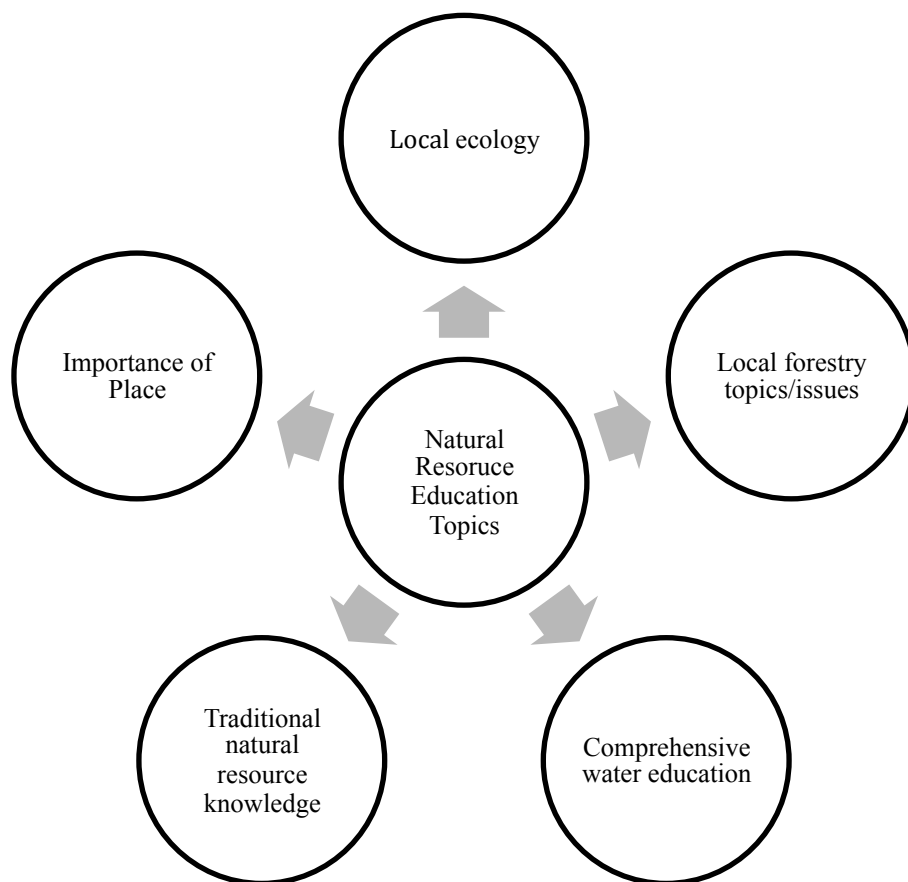 Local ecology
Importance of
Place
Local forestry
topics/issues
Natural
Resoruce
Education
Topics
Traditional
natural
resource
knowledge
Comprehensive
water education